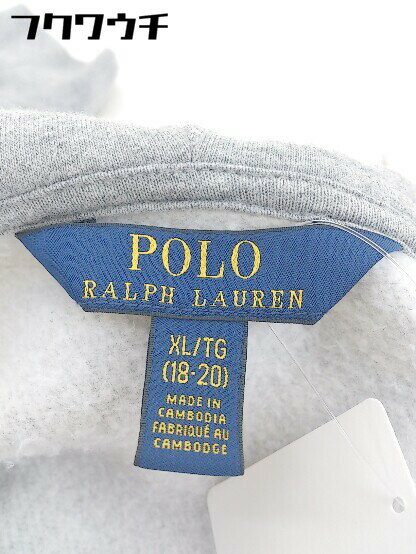 フクワウチ
POLO
RALPH LAUREN
XL/TG
(18-20)
MADE IN
CAMBODIA
FABRIQUÉ AU
CAMBODGE